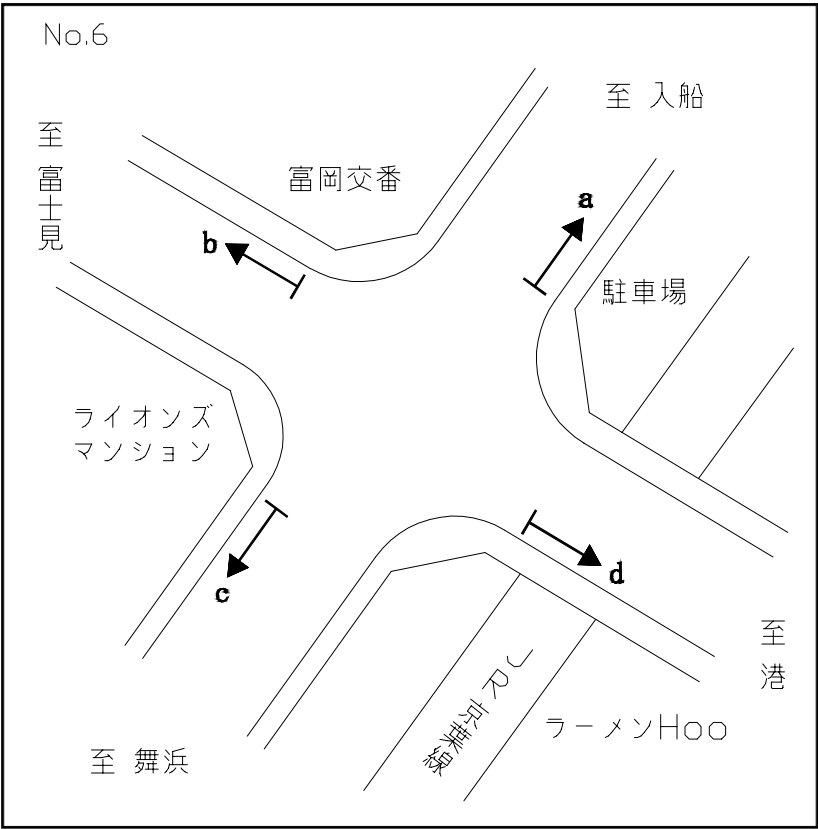 No.6
至 入船
至 富士見
富岡交番
a
b
駐車場
ライオンズ
マンション
c
d
至 港
JR京葉線
ラーメンHoo
至 舞浜